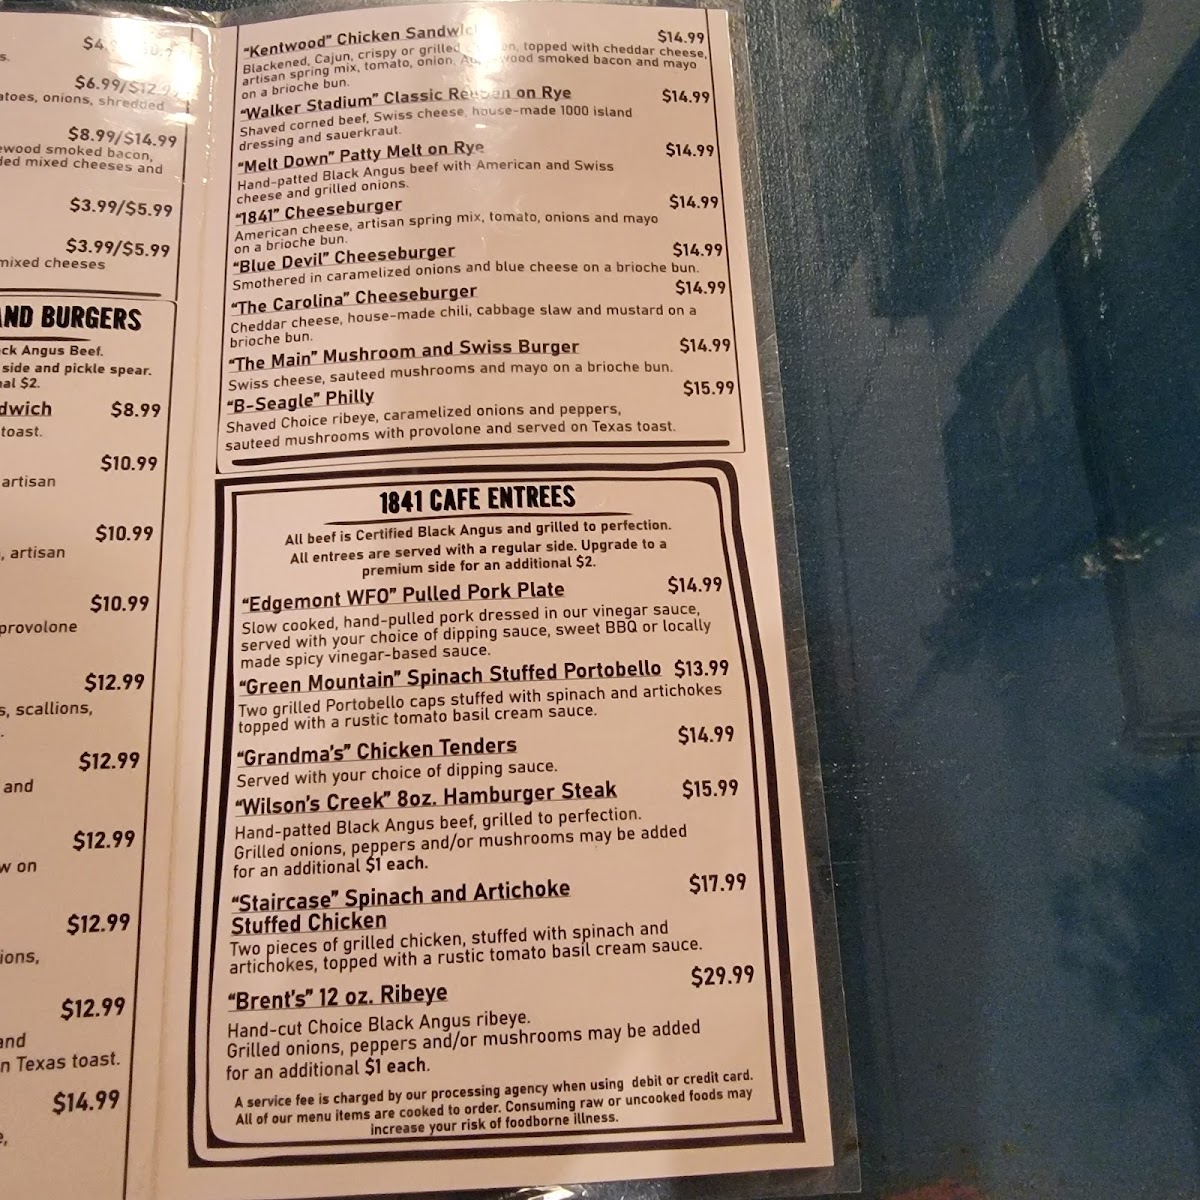 $4.
s.
$6.99/$12.99
atoes, onions, shredded
$8.99/$14.99
ewood smoked bacon,
ded mixed cheeses and
$3.99/$5.99
$3.99/$5.99
mixed cheeses
AND BURGERS
ck Angus Beef.
side and pickle spear.
nal $2.
dwich $8.99
toast.
$10.99
artisan
$10.99
, artisan
$10.99
provolone
$12.99
s, scallions,
$12.99
and
$12.99
w on
$12.99
ions,
$12.99
and
n Texas toast.
$14.99
e,
"Kentwood" Chicken Sandwich $14.99
Blackened, Cajun, crispy or grilled chicken, topped with cheddar cheese,
artisan spring mix, tomato, onion, Applewood smoked bacon and mayo
on a brioche bun.
"Walker Stadium" Classic Reuben on Rye $14.99
Shaved corned beef, Swiss cheese, house-made 1000 island
dressing and sauerkraut.
"Melt Down" Patty Melt on Rye $14.99
Hand-patted Black Angus beef with American and Swiss
cheese and grilled onions.
"1841" Cheeseburger $14.99
American cheese, artisan spring mix, tomato, onions and mayo
on a brioche bun.
"Blue Devil" Cheeseburger $14.99
Smothered in caramelized onions and blue cheese on a brioche bun.
"The Carolina" Cheeseburger $14.99
Cheddar cheese, house-made chili, cabbage slaw and mustard on a
brioche bun.
"The Main" Mushroom and Swiss Burger $14.99
Swiss cheese, sauteed mushrooms and mayo on a brioche bun.
"B-Seagle" Philly $15.99
Shaved Choice ribeye, caramelized onions and peppers,
sauteed mushrooms with provolone and served on Texas toast.
1841 CAFE ENTREES
All beef is Certified Black Angus and grilled to perfection.
All entrees are served with a regular side. Upgrade to a
premium side for an additional $2.
"Edgemont WFO" Pulled Pork Plate $14.99
Slow cooked, hand-pulled pork dressed in our vinegar sauce,
served with your choice of dipping sauce, sweet BBQ or locally
made spicy vinegar-based sauce.
"Green Mountain" Spinach Stuffed Portobello $13.99
Two grilled Portobello caps stuffed with spinach and artichokes
topped with a rustic tomato basil cream sauce.
"Grandma's" Chicken Tenders $14.99
Served with your choice of dipping sauce.
"Wilson's Creek" 8oz. Hamburger Steak $15.99
Hand-patted Black Angus beef, grilled to perfection.
Grilled onions, peppers and/or mushrooms may be added
for an additional $1 each.
"Staircase" Spinach and Artichoke $17.99
Stuffed Chicken
Two pieces of grilled chicken, stuffed with spinach and
artichokes, topped with a rustic tomato basil cream sauce.
"Brent's" 12 oz. Ribeye $29.99
Hand-cut Choice Black Angus ribeye.
Grilled onions, peppers and/or mushrooms may be added
for an additional $1 each.
A service fee is charged by our processing agency when using debit or credit card.
All of our menu items are cooked to order. Consuming raw or uncooked foods may
increase your risk of foodborne illness.